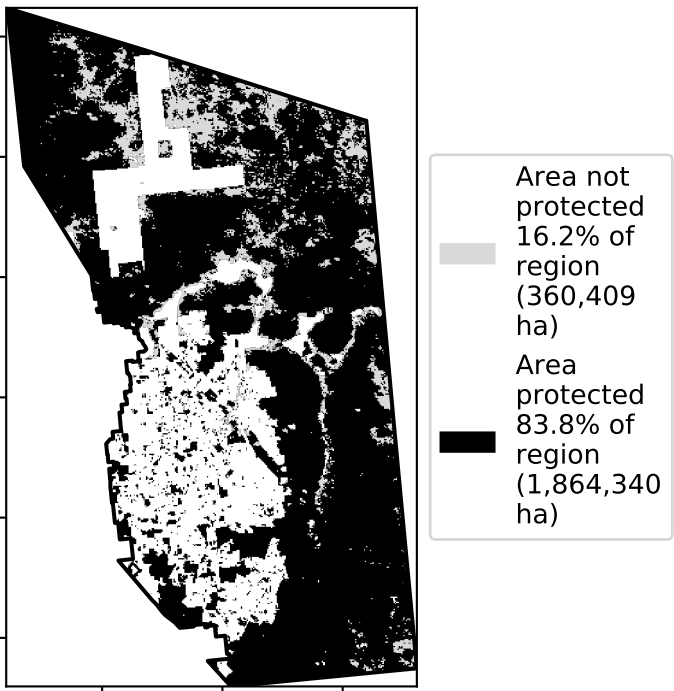 Area not
protected
16.2% of
region
(360,409
ha)
Area
protected
83.8% of
region
(1,864,340
ha)